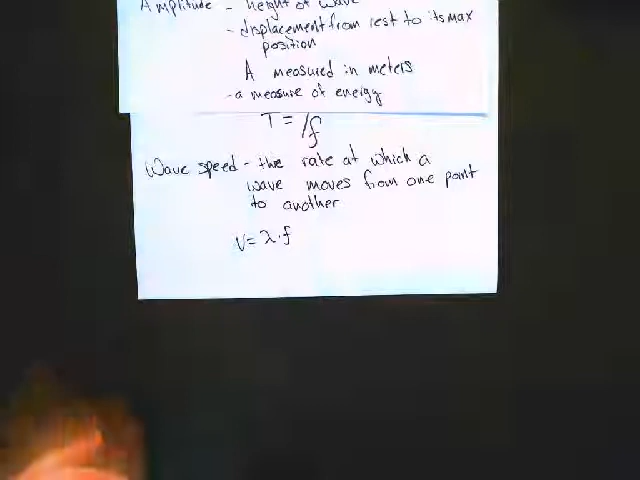 Amplitude - height of wave
- displacement from rest to its max
position
A measured in meters
- a measure of energy
T = 1/f
Wave speed - the rate at which a
wave moves from one point
to another
V = λ·f